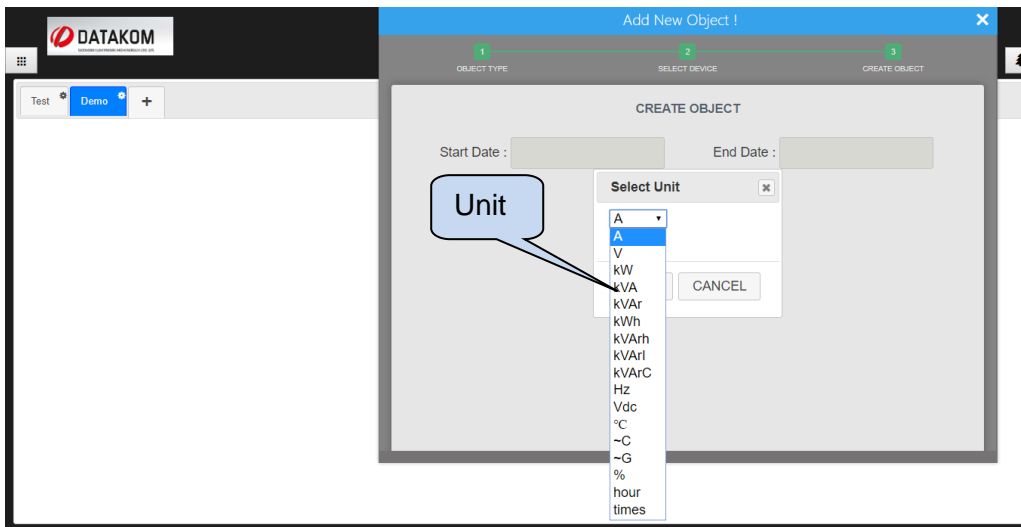 Add New Object !
DATAKOM
1
2
3
OBJECT TYPE
SELECT DEVICE
CREATE OBJECT
Test
Demo
+
CREATE OBJECT
Start Date :
End Date :
Select Unit
Unit
A
A
V
kW
kVA
CANCEL
kVAr
kWh
kVArh
kVArI
kVArC
Hz
Vdc
℃
~C
~G
%
hour
times